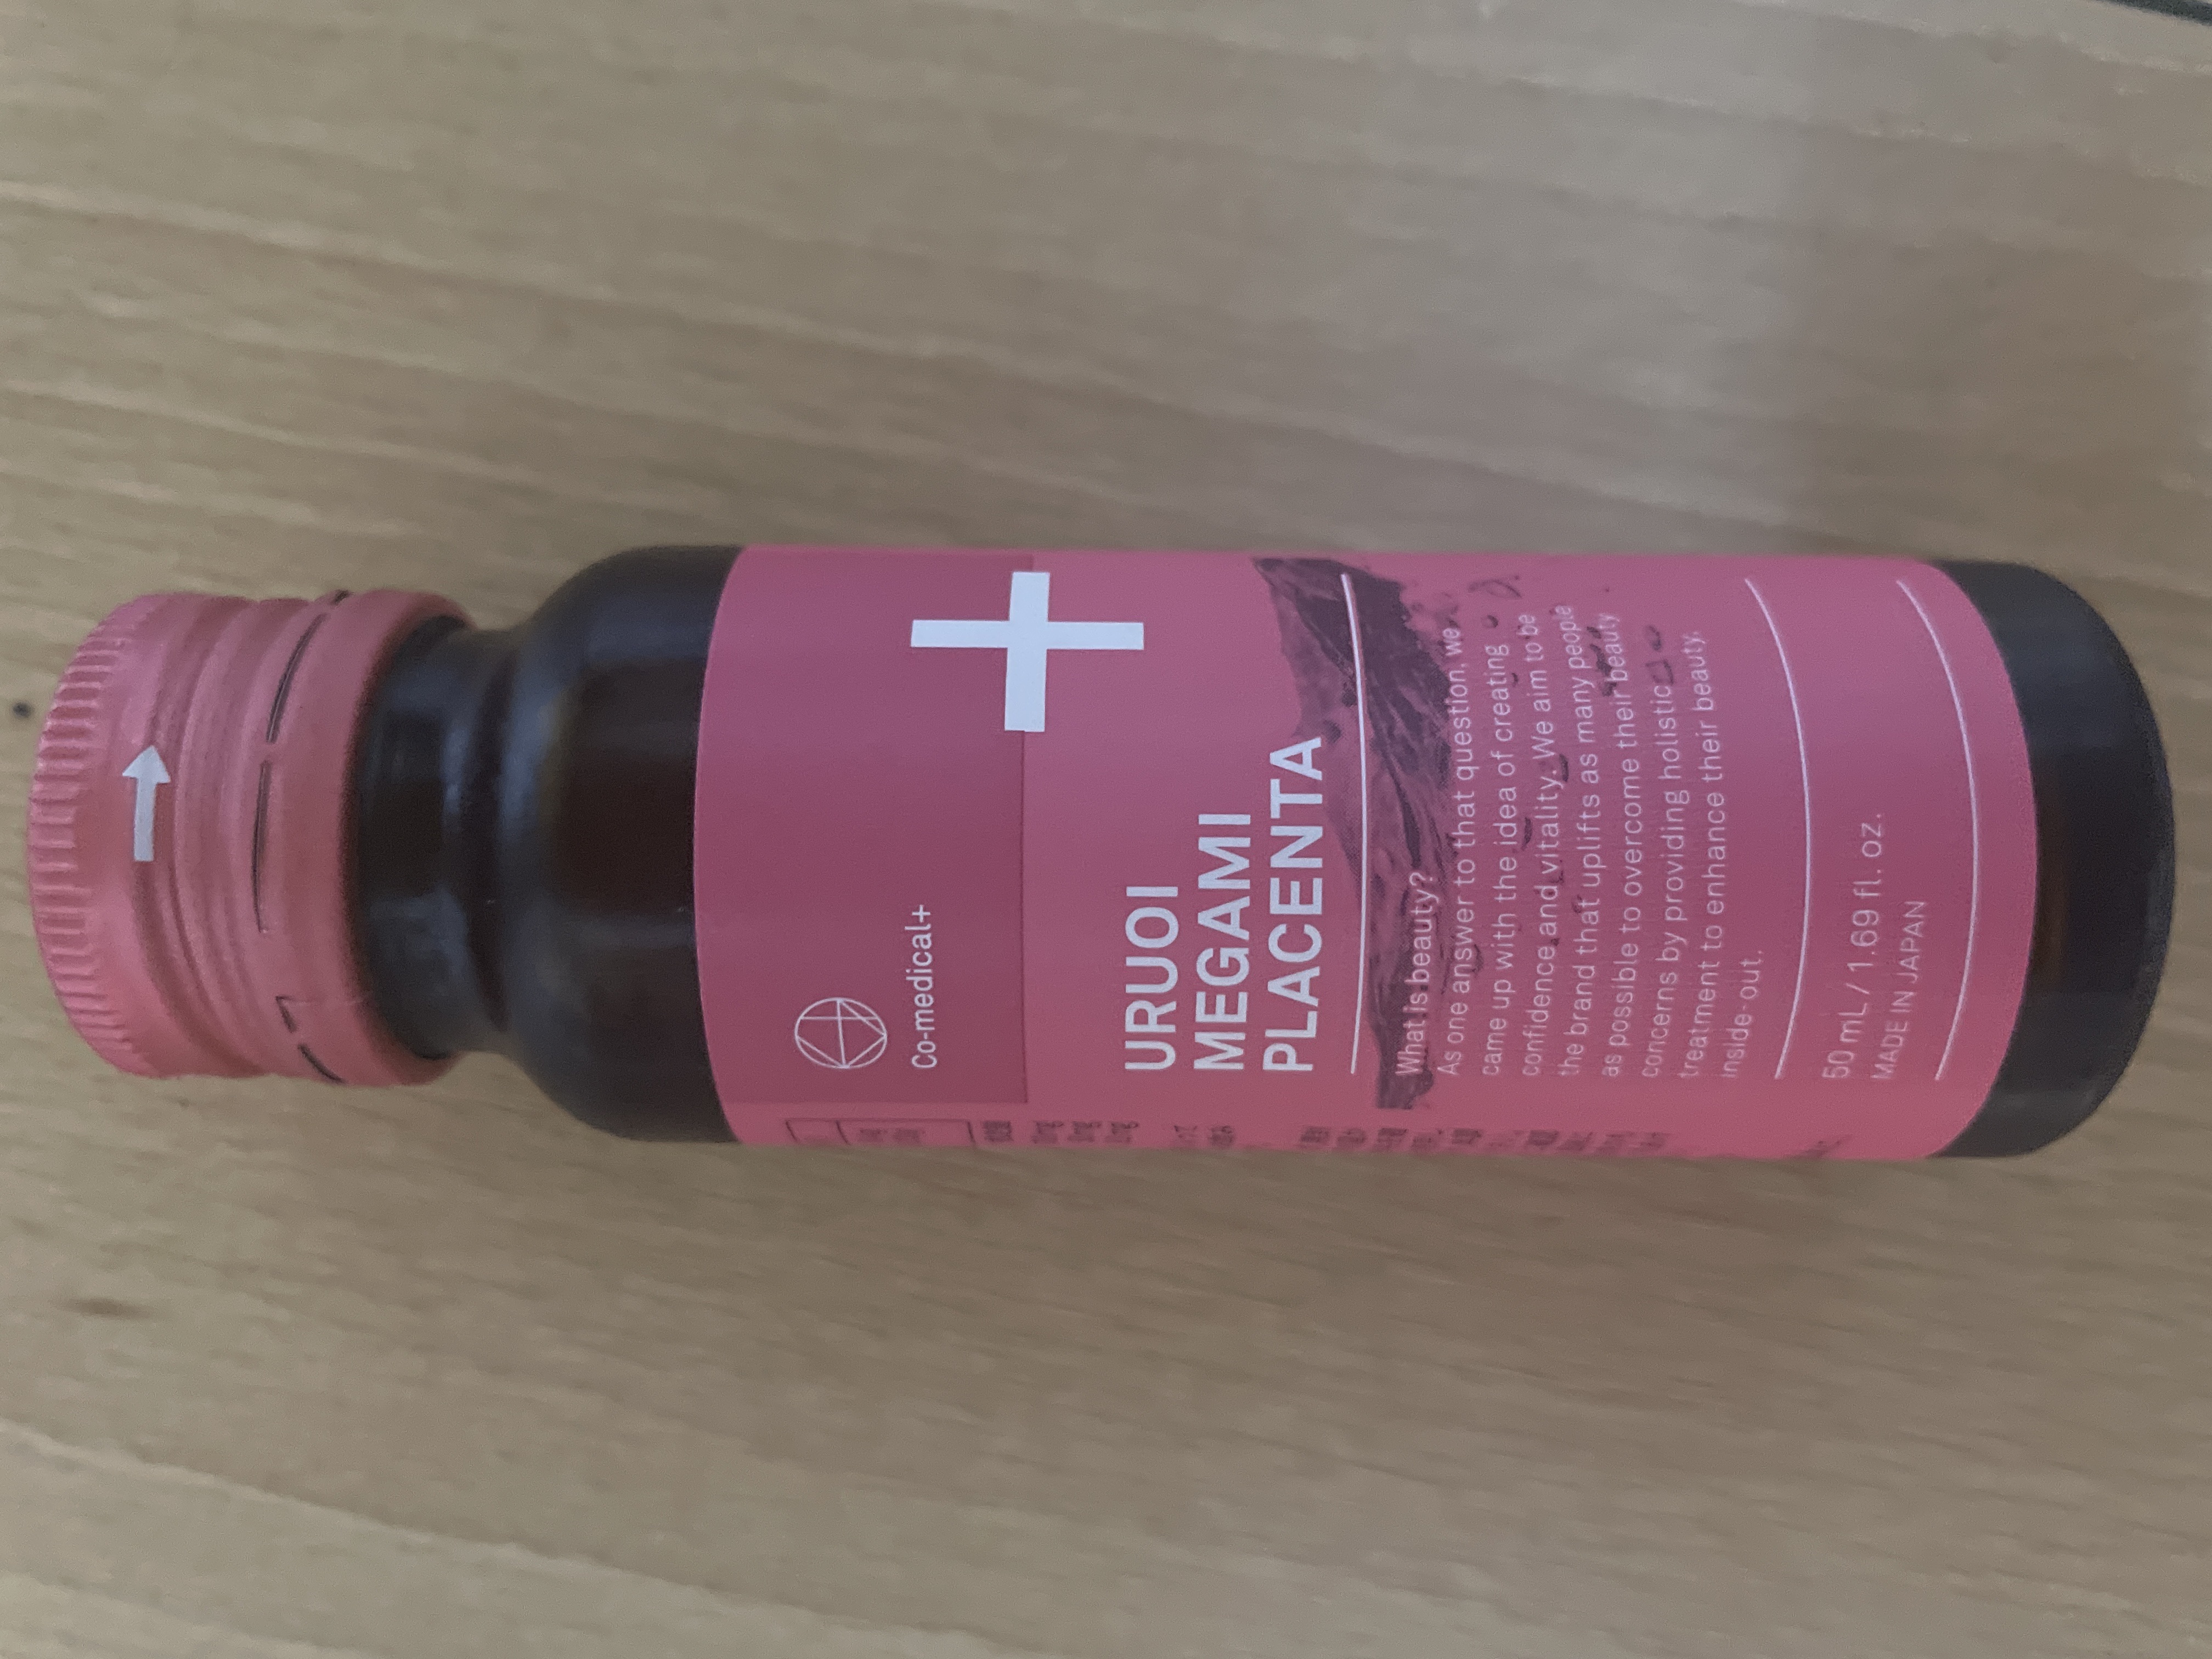 Co-medical+
URUOI
MEGAMI
PLACENTA
What is beauty?
As one answer to that question, we
came up with the idea of creating
confidence and vitality. We aim to be
the brand that uplifts as many people
as possible to overcome their beauty
concerns by providing holistic
treatment to enhance their beauty,
inside-out.
50 mL / 1.69 fl. oz.
MADE IN JAPAN